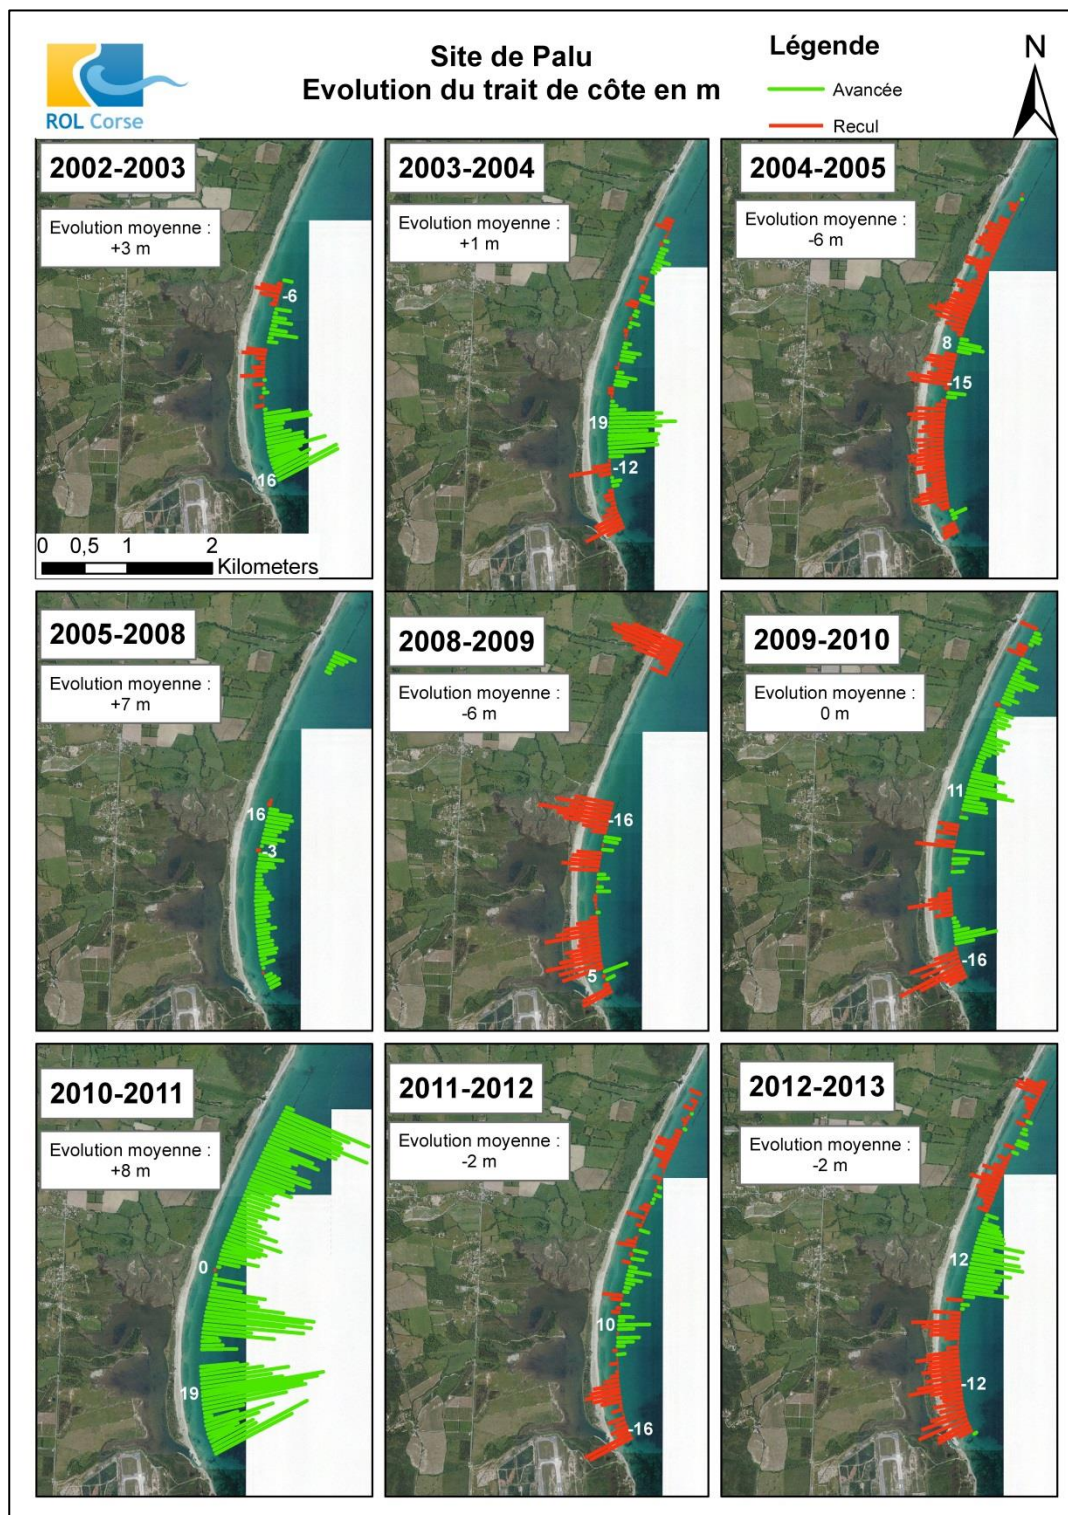 Site de Palu
Evolution du trait de côte en m
Légende
N
Avancée
Recul
ROL Corse
2002-2003
Evolution moyenne :
+3 m
-6
16
0 0,5 1 2
Kilometers
2003-2004
Evolution moyenne :
+1 m
19
-12
2004-2005
Evolution moyenne :
-6 m
8
-15
2005-2008
Evolution moyenne :
+7 m
16
-3
2008-2009
Evolution moyenne :
-6 m
-16
5
2009-2010
Evolution moyenne :
0 m
11
-16
2010-2011
Evolution moyenne :
+8 m
0
19
2011-2012
Evolution moyenne :
-2 m
10
-16
2012-2013
Evolution moyenne :
-2 m
12
-12